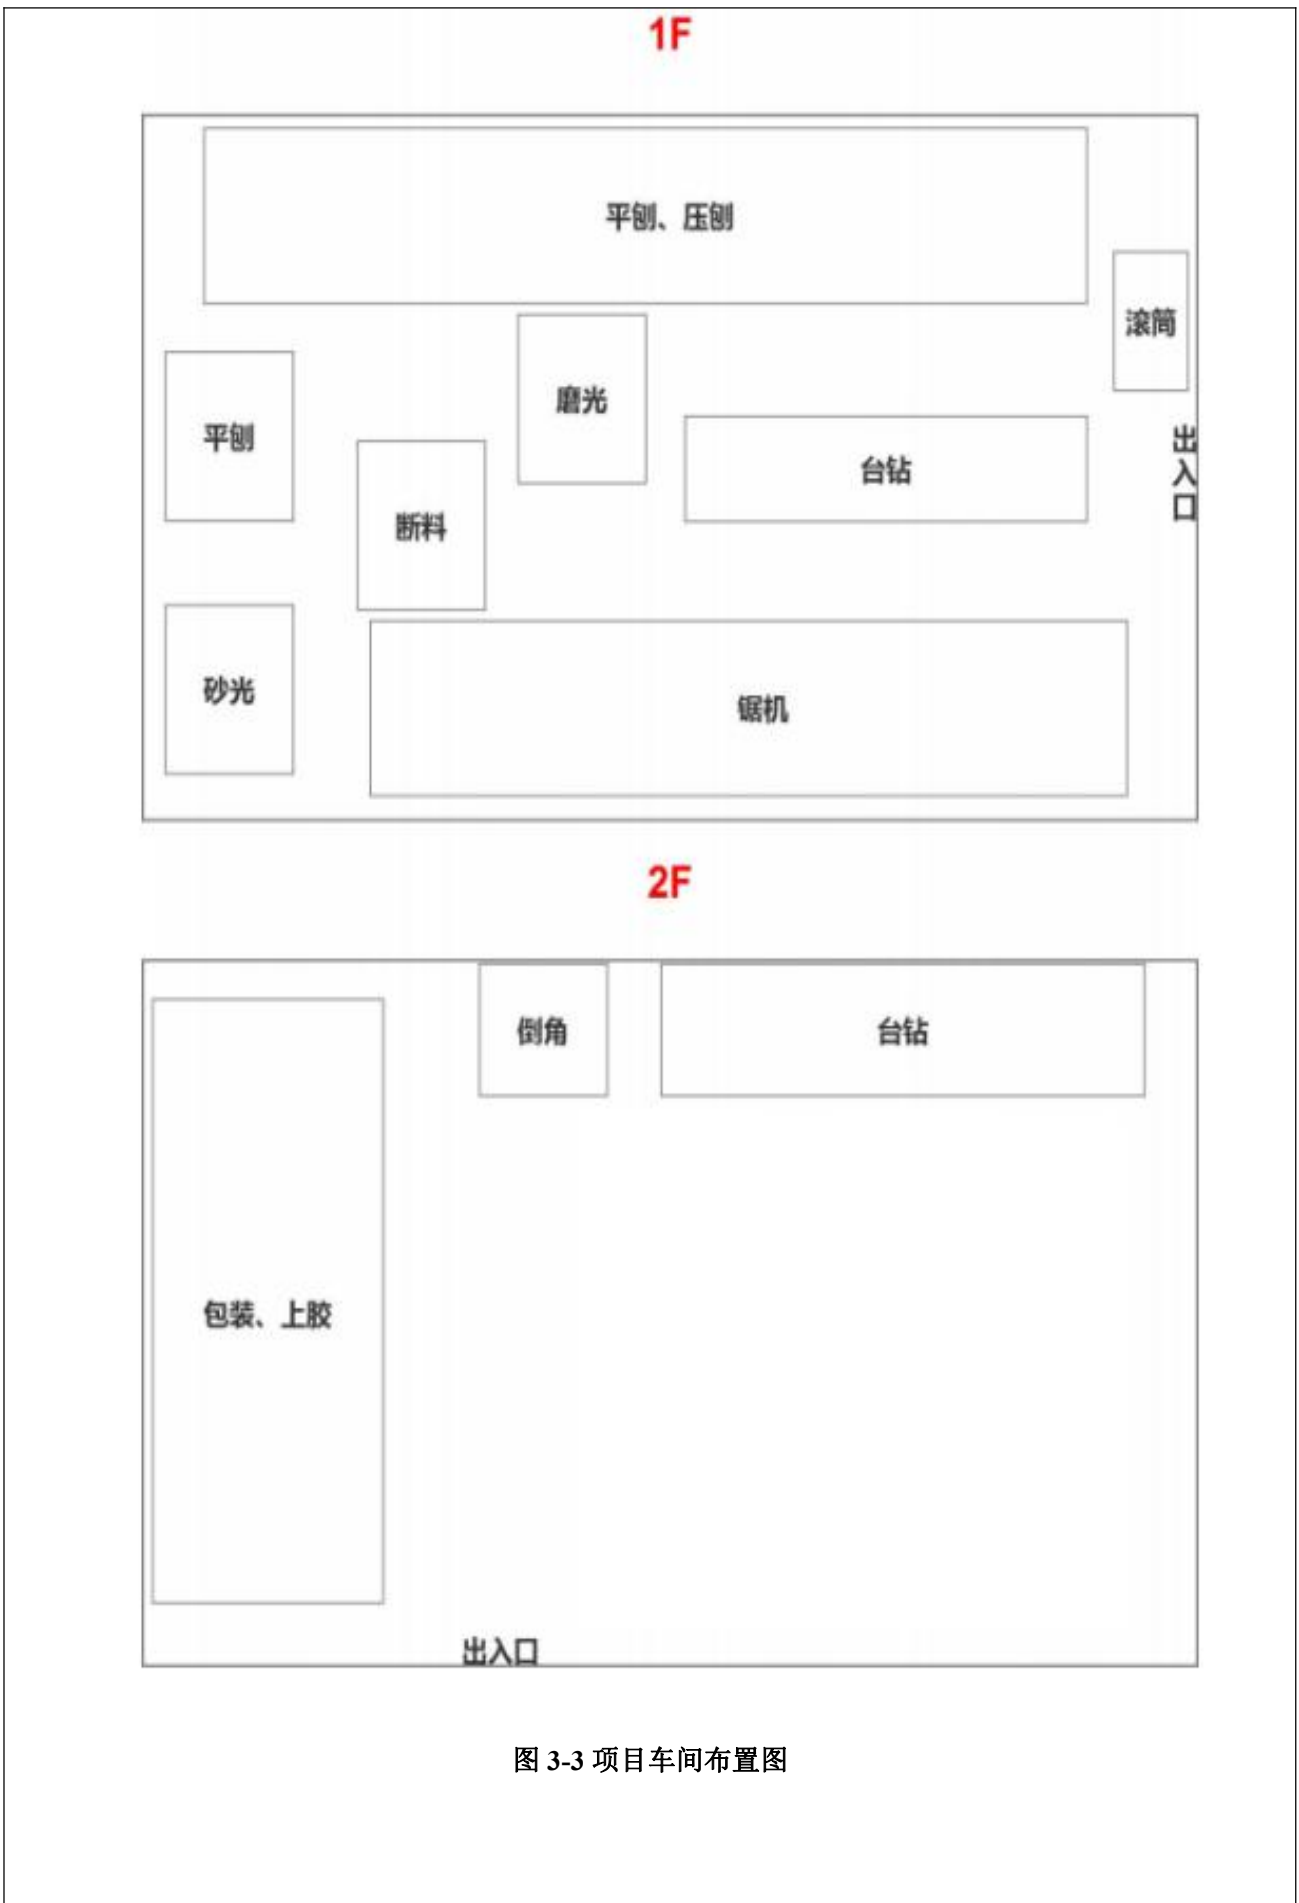 1F
平刨、压刨
滚筒
磨光
平刨
台钻
出入口
断料
砂光
锯机
2F
倒角
台钻
包装、上胶
出入口
图 3-3 项目车间布置图